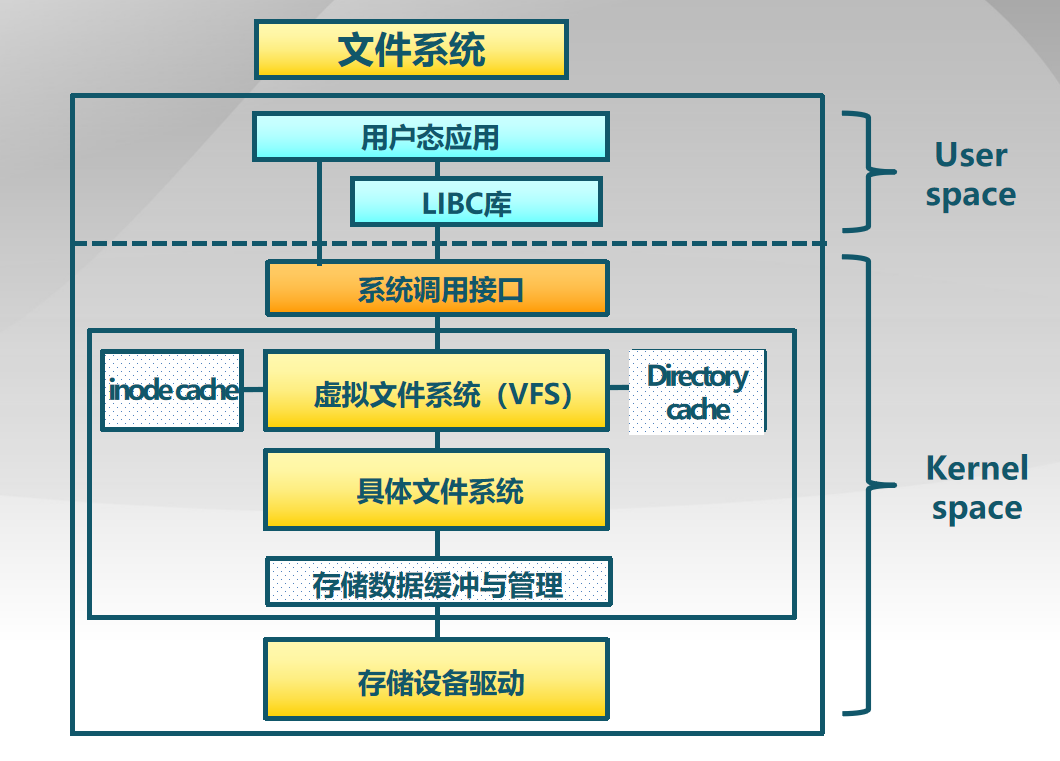 文件系统
用户态应用
User
space
LIBC库
系统调用接口
inode cache
虚拟文件系统（VFS）
Directory
cache
具体文件系统
Kernel
space
存储数据缓冲与管理
存储设备驱动